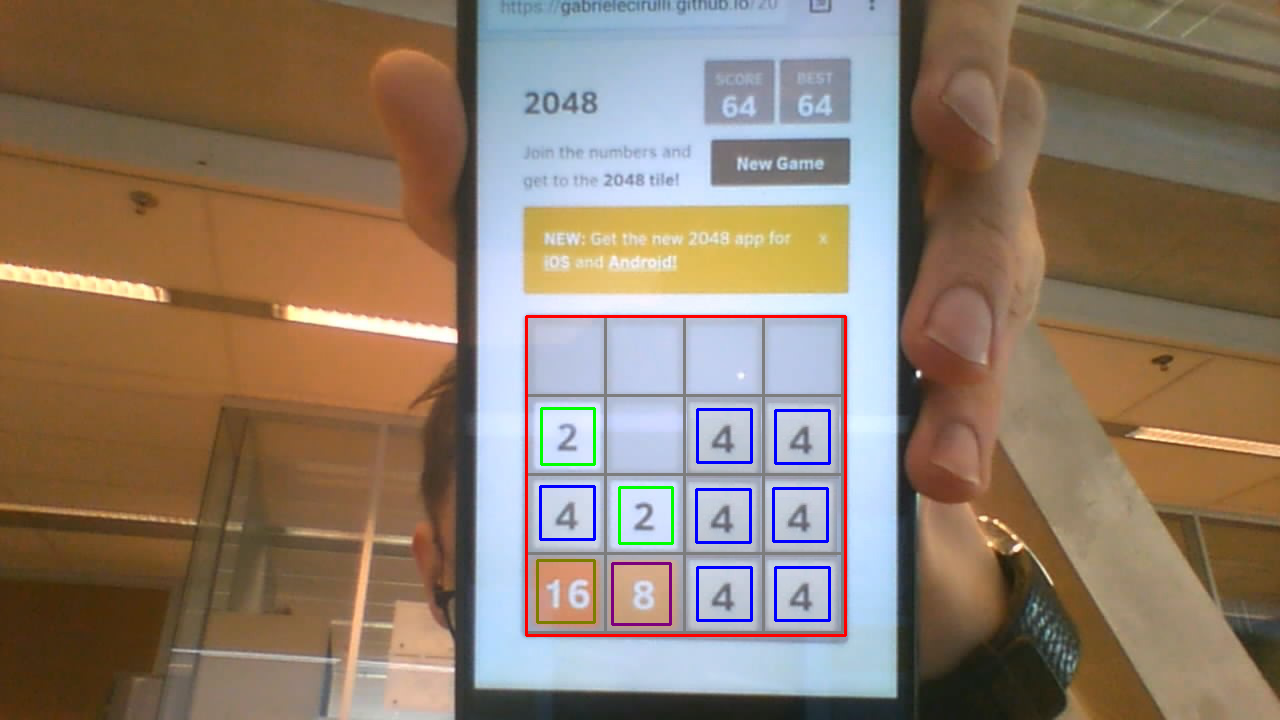 https://gabrielecirulli.github.io/20
2048
SCORE
64
BEST
64
Join the numbers and
get to the 2048 tile!
New Game
NEW: Get the new 2048 app for
iOS and Android!
x
2 4 4
4 2 4 4
16 8 4 4